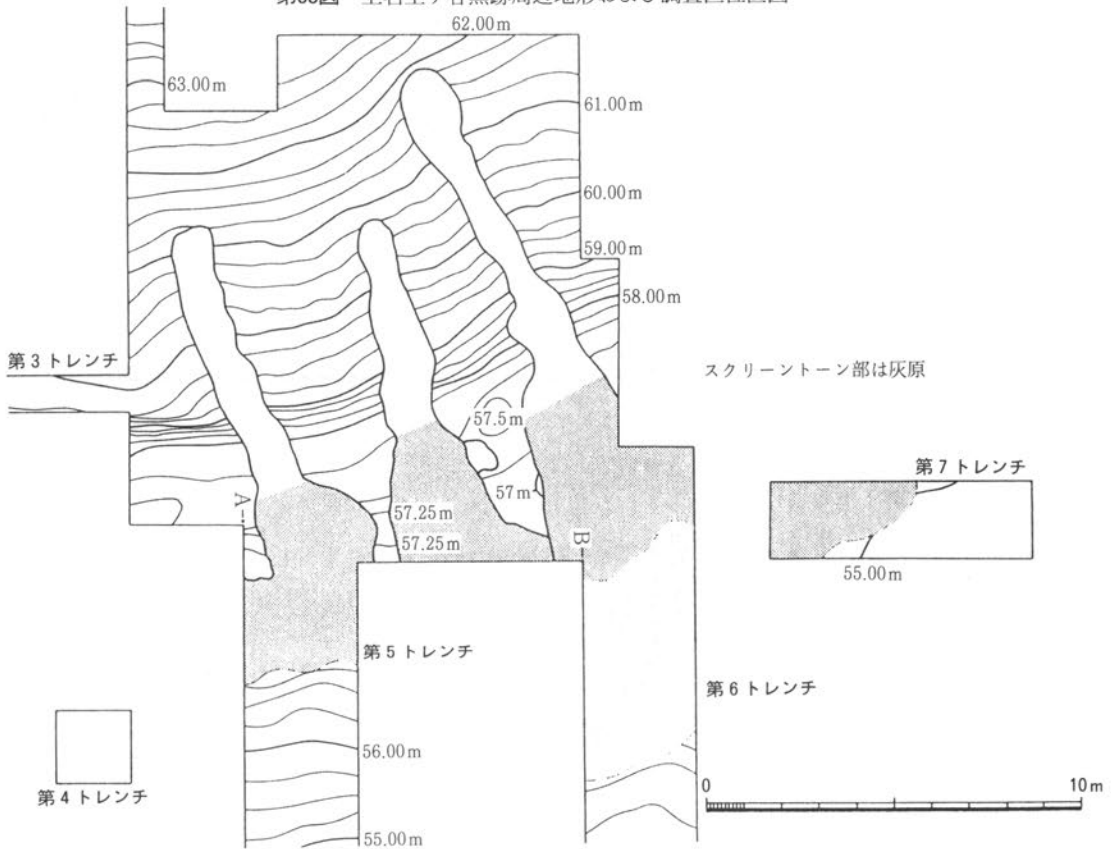 62.00m
63.00m
61.00m
60.00m
59.00m
58.00m
第3トレンチ
スクリーントーン部は灰原
57.5m
第7トレンチ
57m
A
57.25m
B
57.25m
55.00m
第5トレンチ
第6トレンチ
56.00m
第4トレンチ
0
10m
55.00m